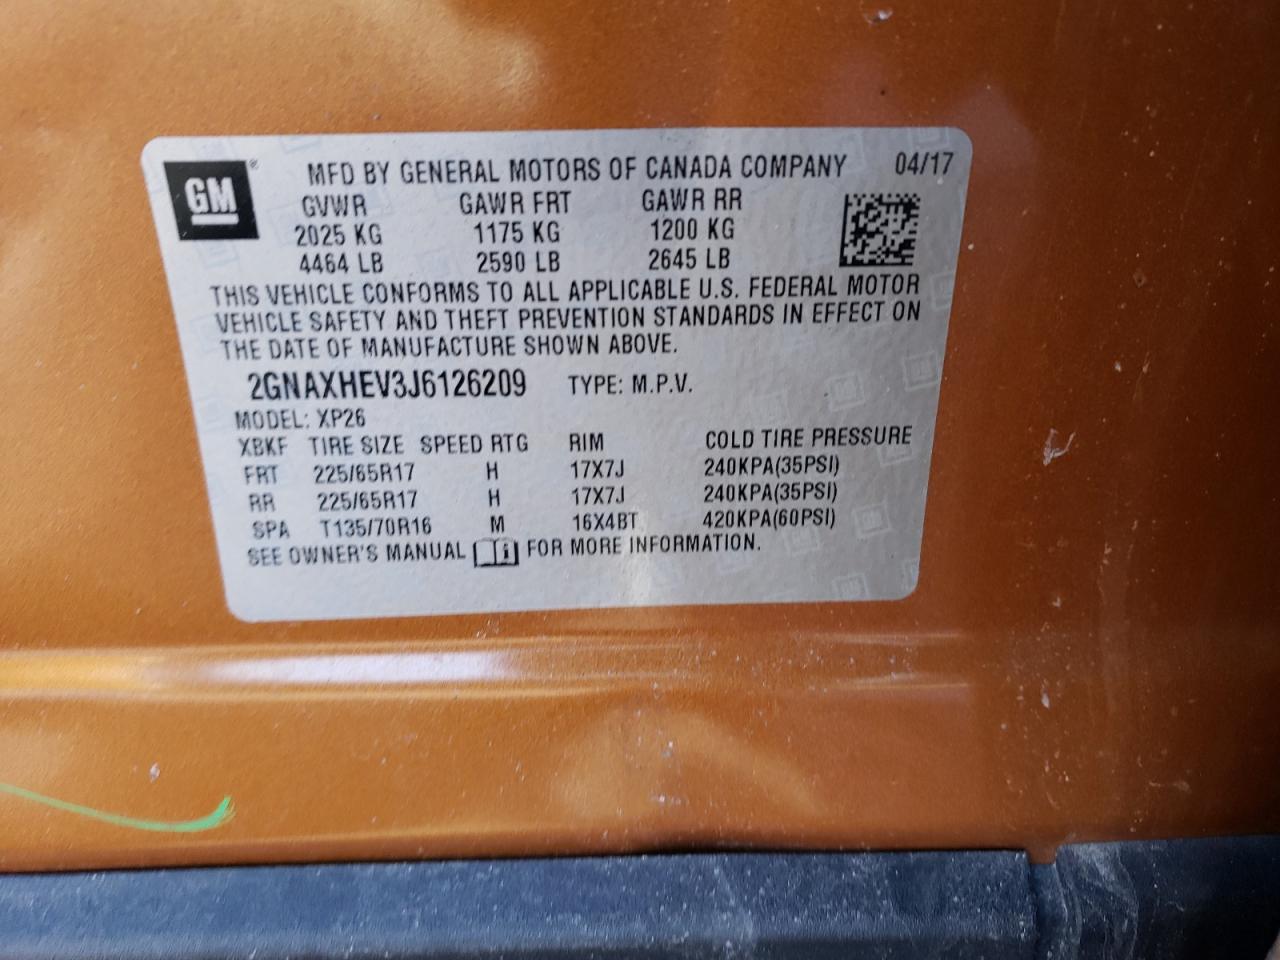 GM® MFD BY GENERAL MOTORS OF CANADA COMPANY 04/17
GVWR GAWR FRT GAWR RR
2025 KG 1175 KG 1200 KG
4464 LB 2590 LB 2645 LB
THIS VEHICLE CONFORMS TO ALL APPLICABLE U.S. FEDERAL MOTOR
VEHICLE SAFETY AND THEFT PREVENTION STANDARDS IN EFFECT ON
THE DATE OF MANUFACTURE SHOWN ABOVE.
2GNAXHEV3J6126209 TYPE: M.P.V.
MODEL: XP26
XBKF TIRE SIZE SPEED RTG RIM COLD TIRE PRESSURE
FRT 225/65R17 H 17X7J 240KPA(35PSI)
RR 225/65R17 H 17X7J 240KPA(35PSI)
SPA T135/70R16 M 16X4BT 420KPA(60PSI)
SEE OWNER'S MANUAL FOR MORE INFORMATION.